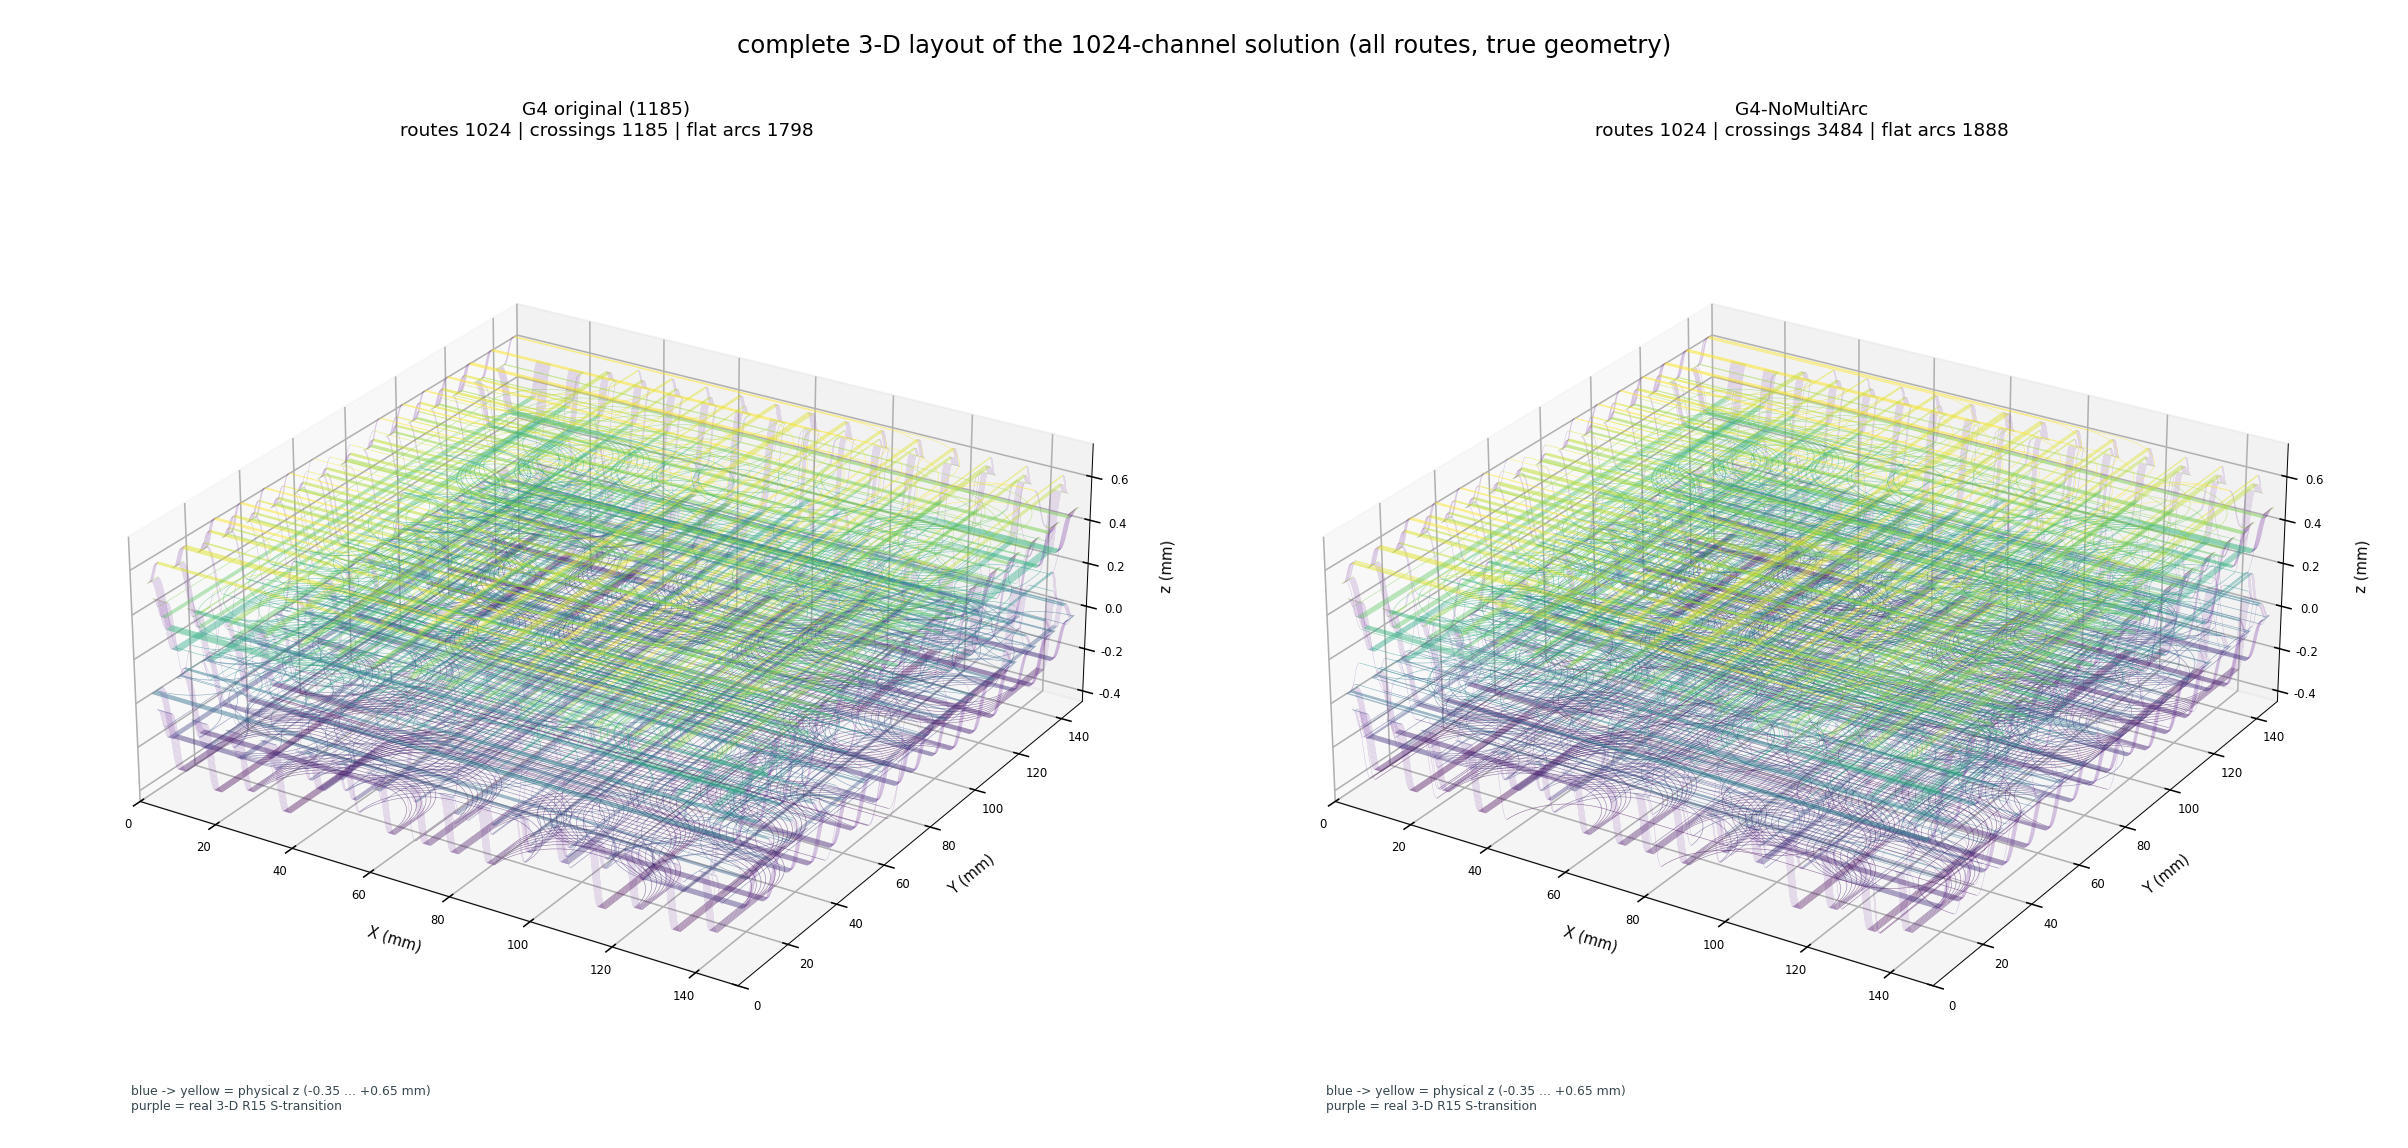 complete 3-D layout of the 1024-channel solution (all routes, true geometry)
G4 original (1185)
routes 1024 | crossings 1185 | flat arcs 1798
0.6
0.4
0.2
0.0
-0.2
-0.4
z (mm)
0
20
40
60
80
100
120
140
X (mm)
0
20
40
60
80
100
120
140
Y (mm)
blue -> yellow = physical z (-0.35 ... +0.65 mm)
purple = real 3-D R15 S-transition
G4-NoMultiArc
routes 1024 | crossings 3484 | flat arcs 1888
0.6
0.4
0.2
0.0
-0.2
-0.4
z (mm)
0
20
40
60
80
100
120
140
X (mm)
0
20
40
60
80
100
120
140
Y (mm)
blue -> yellow = physical z (-0.35 ... +0.65 mm)
purple = real 3-D R15 S-transition